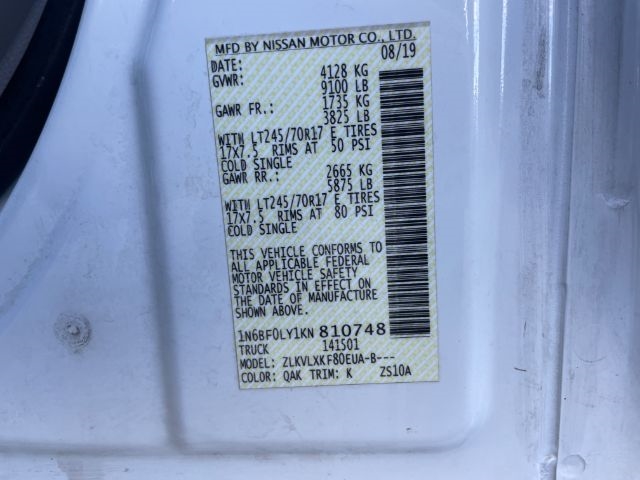 MFD BY NISSAN MOTOR CO., LTD.
DATE: 08/19
GVWR: 4128 KG
9100 LB
GAWR FR.: 1735 KG
3825 LB
WITH LT245/70R17 E TIRES
17X7.5 RIMS AT 50 PSI
COLD SINGLE
GAWR RR.: 2665 KG
5875 LB
WITH LT245/70R17 E TIRES
17X7.5 RIMS AT 80 PSI
COLD SINGLE
THIS VEHICLE CONFORMS TO
ALL APPLICABLE FEDERAL
MOTOR VEHICLE SAFETY
STANDARDS IN EFFECT ON
THE DATE OF MANUFACTURE
SHOWN ABOVE.
1N6BF0LY1KN 810748
TRUCK 141501
MODEL: ZLKVLXKF80EUA-B---
COLOR: QAK TRIM: K ZS10A